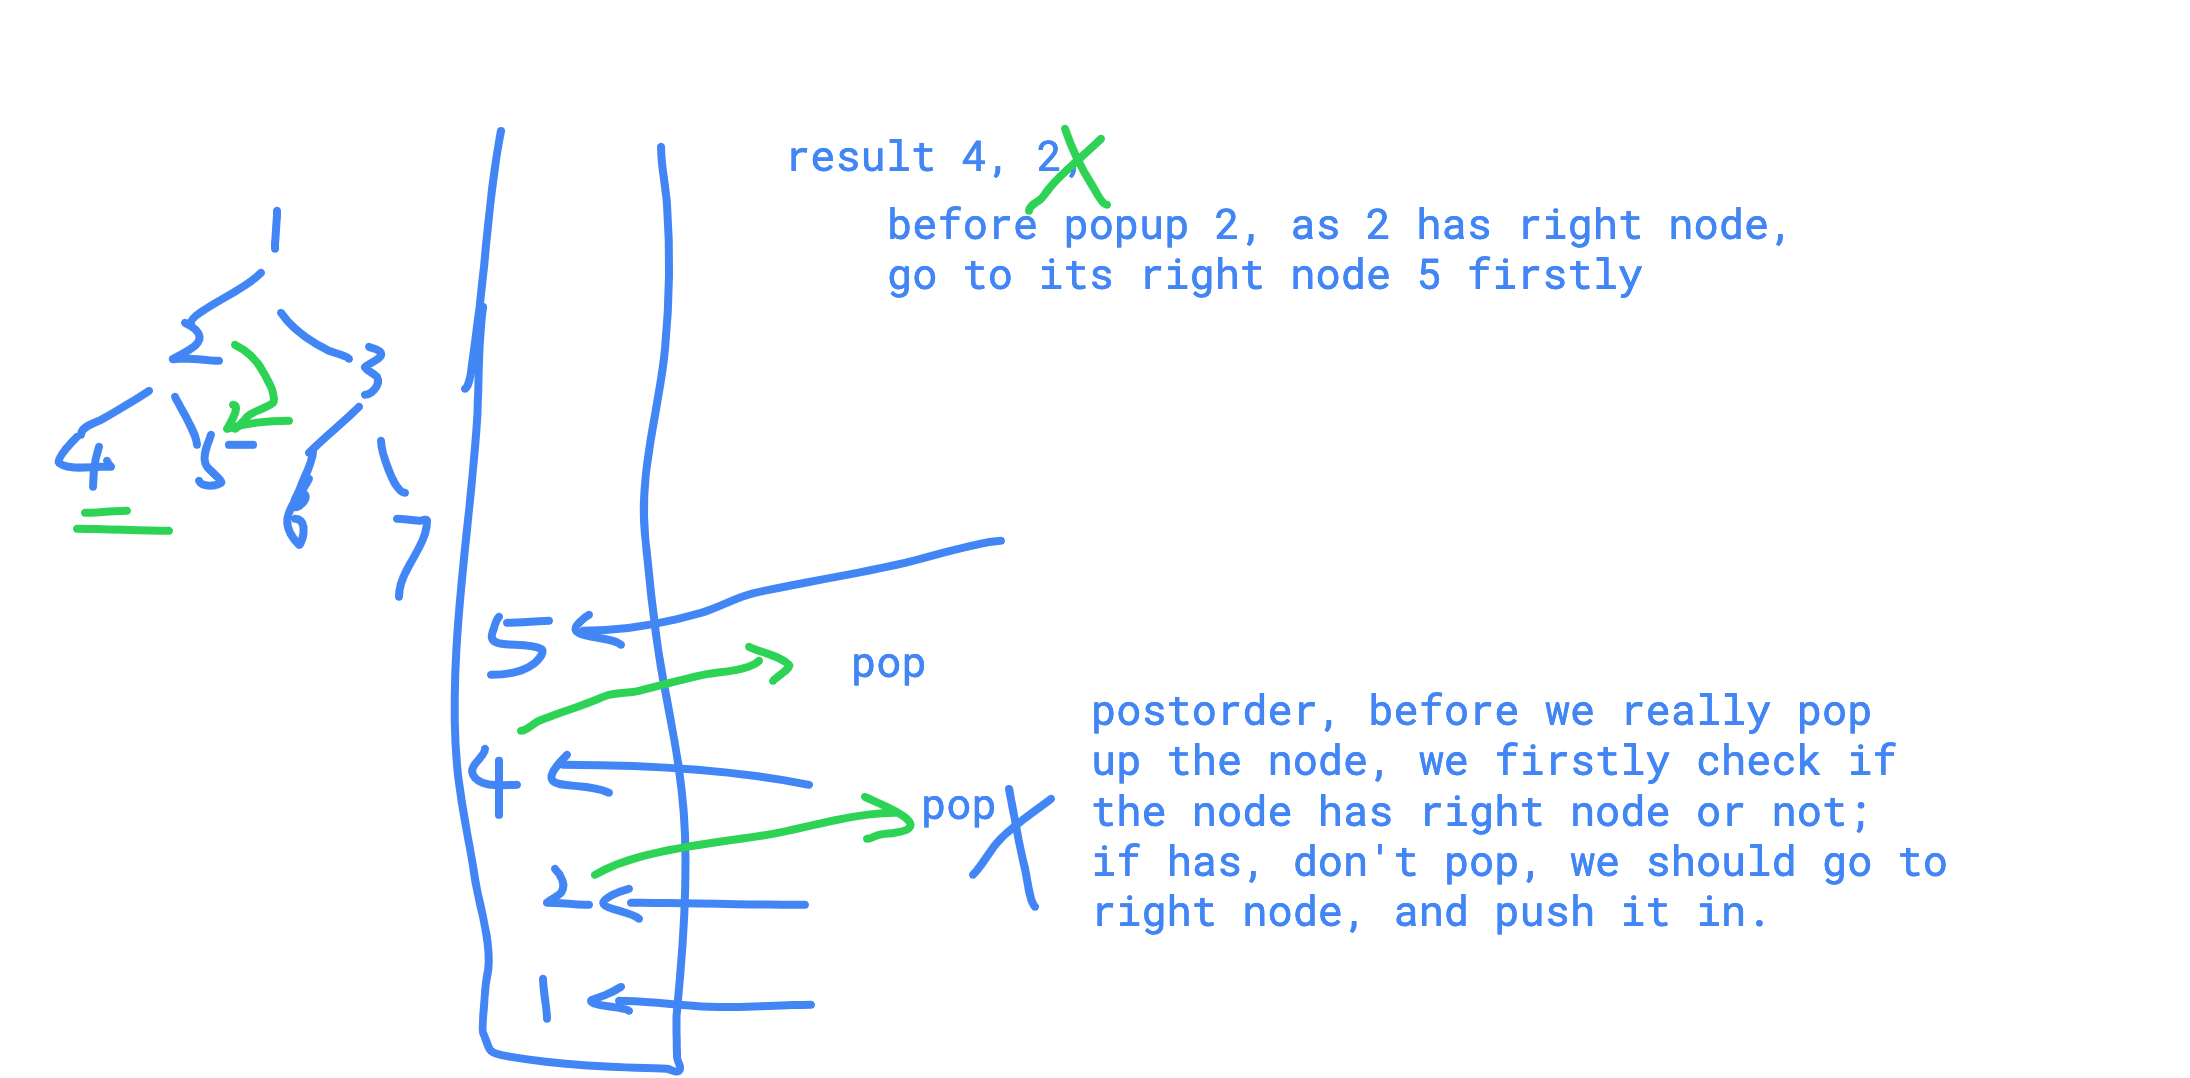 result 4, 2,
before popup 2, as 2 has right node,
go to its right node 5 firstly
1
2
3
4
5
6
7
5
pop
4
pop
2
1
postorder, before we really pop
up the node, we firstly check if
the node has right node or not;
if has, don't pop, we should go to
right node, and push it in.